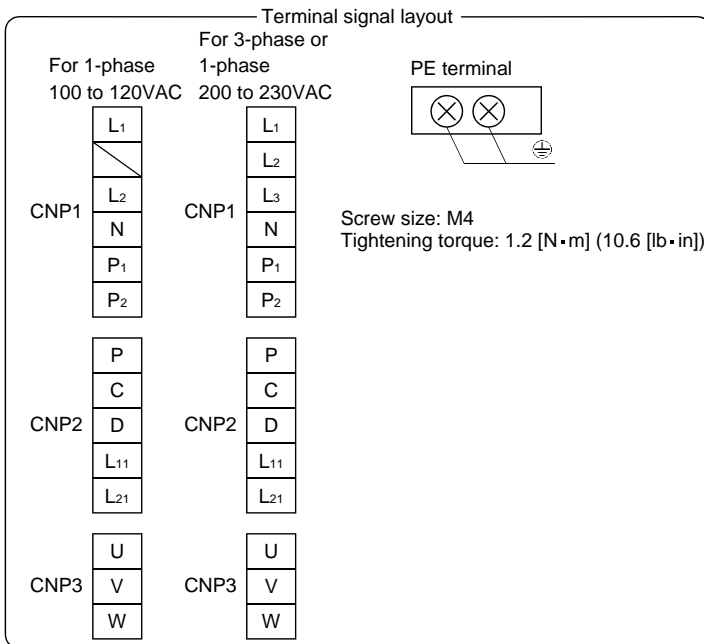 Terminal signal layout
For 1-phase
100 to 120VAC
For 3-phase or
1-phase
200 to 230VAC
PE terminal
CNP1
L1
L2
N
P1
P2
CNP1
L1
L2
L3
N
P1
P2
Screw size: M4
Tightening torque: 1.2 [N·m] (10.6 [lb·in])
CNP2
P
C
D
L11
L21
CNP2
P
C
D
L11
L21
CNP3
U
V
W
CNP3
U
V
W